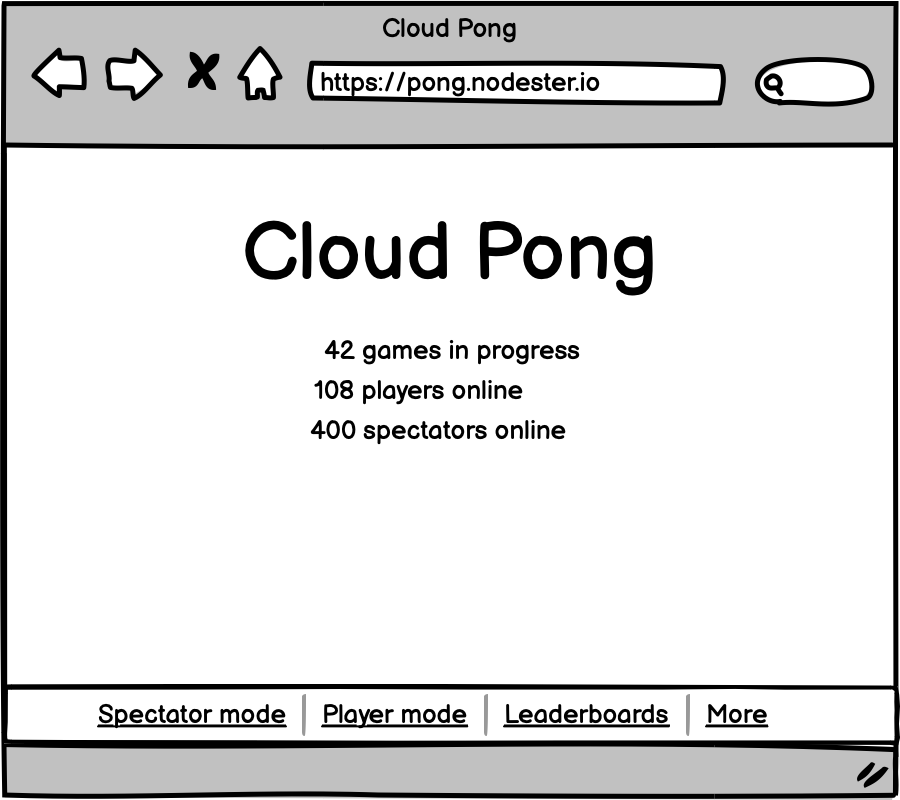 Cloud Pong
https://pong.nodester.io
Cloud Pong
42 games in progress
108 players online
400 spectators online
Spectator mode Player mode Leaderboards More